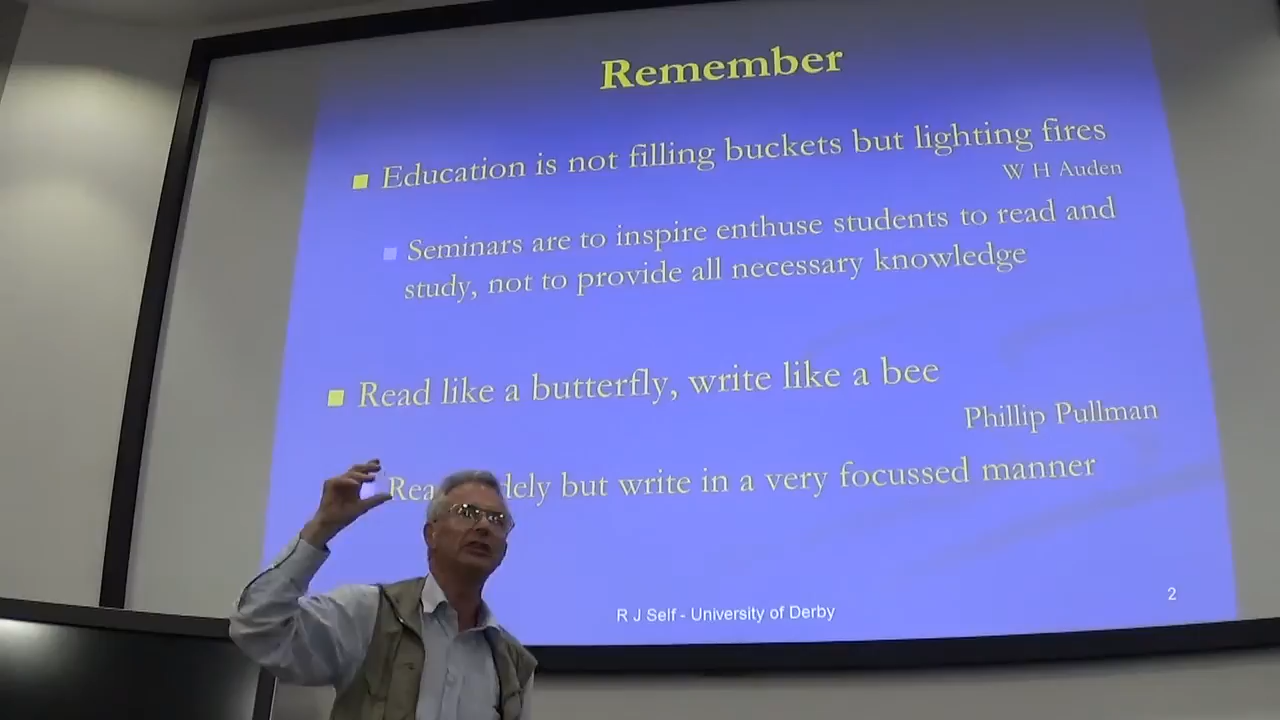 Remember
Education is not filling buckets but lighting fires
W H Auden
Seminars are to inspire enthuse students to read and
study, not to provide all necessary knowledge
Read like a butterfly, write like a bee
Phillip Pullman
but write in a very focussed manner
R J Self - University of Derby
2